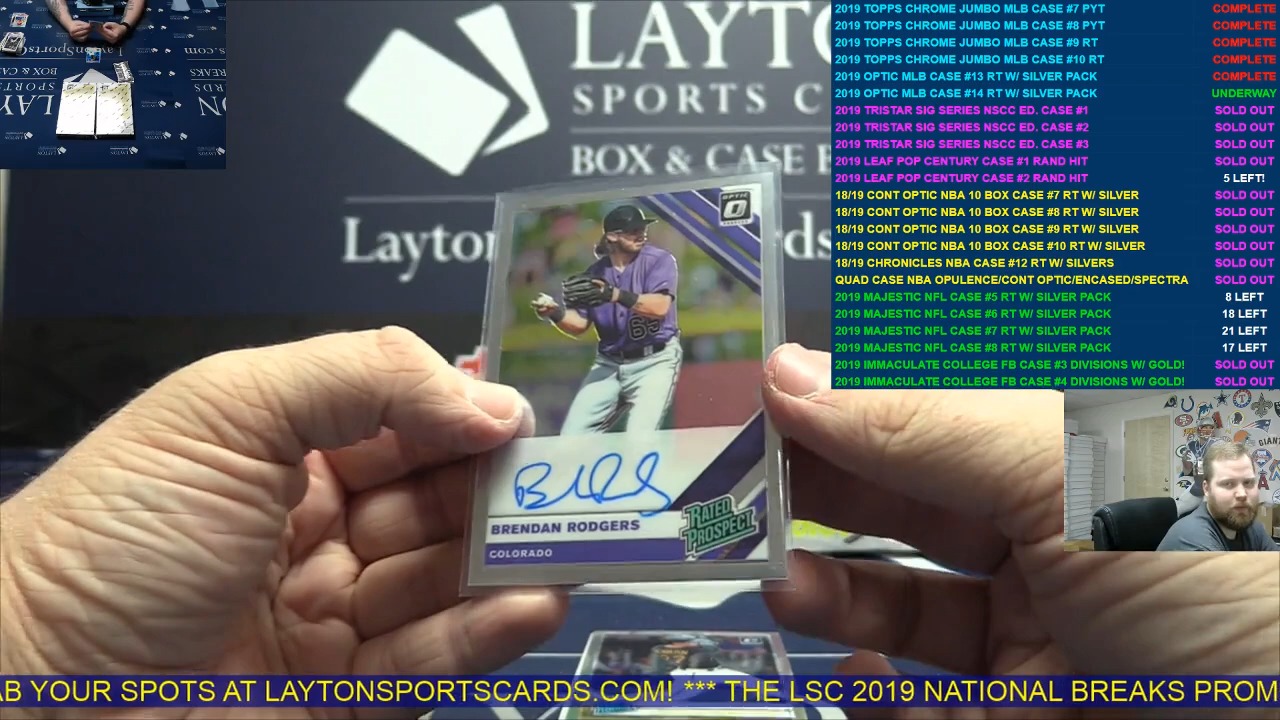 LAYTO
SPORTS C
BOX & CASE
Layton
ds.com
2019 TOPPS CHROME JUMBO MLB CASE #7 PYT COMPLETE
2019 TOPPS CHROME JUMBO MLB CASE #8 PYT COMPLETE
2019 TOPPS CHROME JUMBO MLB CASE #9 RT COMPLETE
2019 TOPPS CHROME JUMBO MLB CASE #10 RT COMPLETE
2019 OPTIC MLB CASE #13 RT W/ SILVER PACK COMPLETE
2019 OPTIC MLB CASE #14 RT W/ SILVER PACK UNDERWAY
2019 TRISTAR SIG SERIES NSCC ED. CASE #1 SOLD OUT
2019 TRISTAR SIG SERIES NSCC ED. CASE #2 SOLD OUT
2019 TRISTAR SIG SERIES NSCC ED. CASE #3 SOLD OUT
2019 LEAF POP CENTURY CASE #1 RAND HIT SOLD OUT
2019 LEAF POP CENTURY CASE #2 RAND HIT 5 LEFT!
18/19 CONT OPTIC NBA 10 BOX CASE #7 RT W/ SILVER SOLD OUT
18/19 CONT OPTIC NBA 10 BOX CASE #8 RT W/ SILVER SOLD OUT
18/19 CONT OPTIC NBA 10 BOX CASE #9 RT W/ SILVER SOLD OUT
18/19 CONT OPTIC NBA 10 BOX CASE #10 RT W/ SILVER SOLD OUT
18/19 CHRONICLES NBA CASE #12 RT W/ SILVERS SOLD OUT
QUAD CASE NBA OPULENCE/CONT OPTIC/ENCASED/SPECTRA SOLD OUT
2019 MAJESTIC NFL CASE #5 RT W/ SILVER PACK 8 LEFT
2019 MAJESTIC NFL CASE #6 RT W/ SILVER PACK 18 LEFT
2019 MAJESTIC NFL CASE #7 RT W/ SILVER PACK 21 LEFT
2019 MAJESTIC NFL CASE #8 RT W/ SILVER PACK 17 LEFT
2019 IMMACULATE COLLEGE FB CASE #3 DIVISIONS W/ GOLD! SOLD OUT
2019 IMMACULATE COLLEGE FB CASE #4 DIVISIONS W/ GOLD! SOLD OUT
OPTIC
65
BRENDAN RODGERS
COLORADO
RATED
PROSPECT
AB YOUR SPOTS AT LAYTONSPORTSCARDS.COM! *** THE LSC 2019 NATIONAL BREAKS PROM